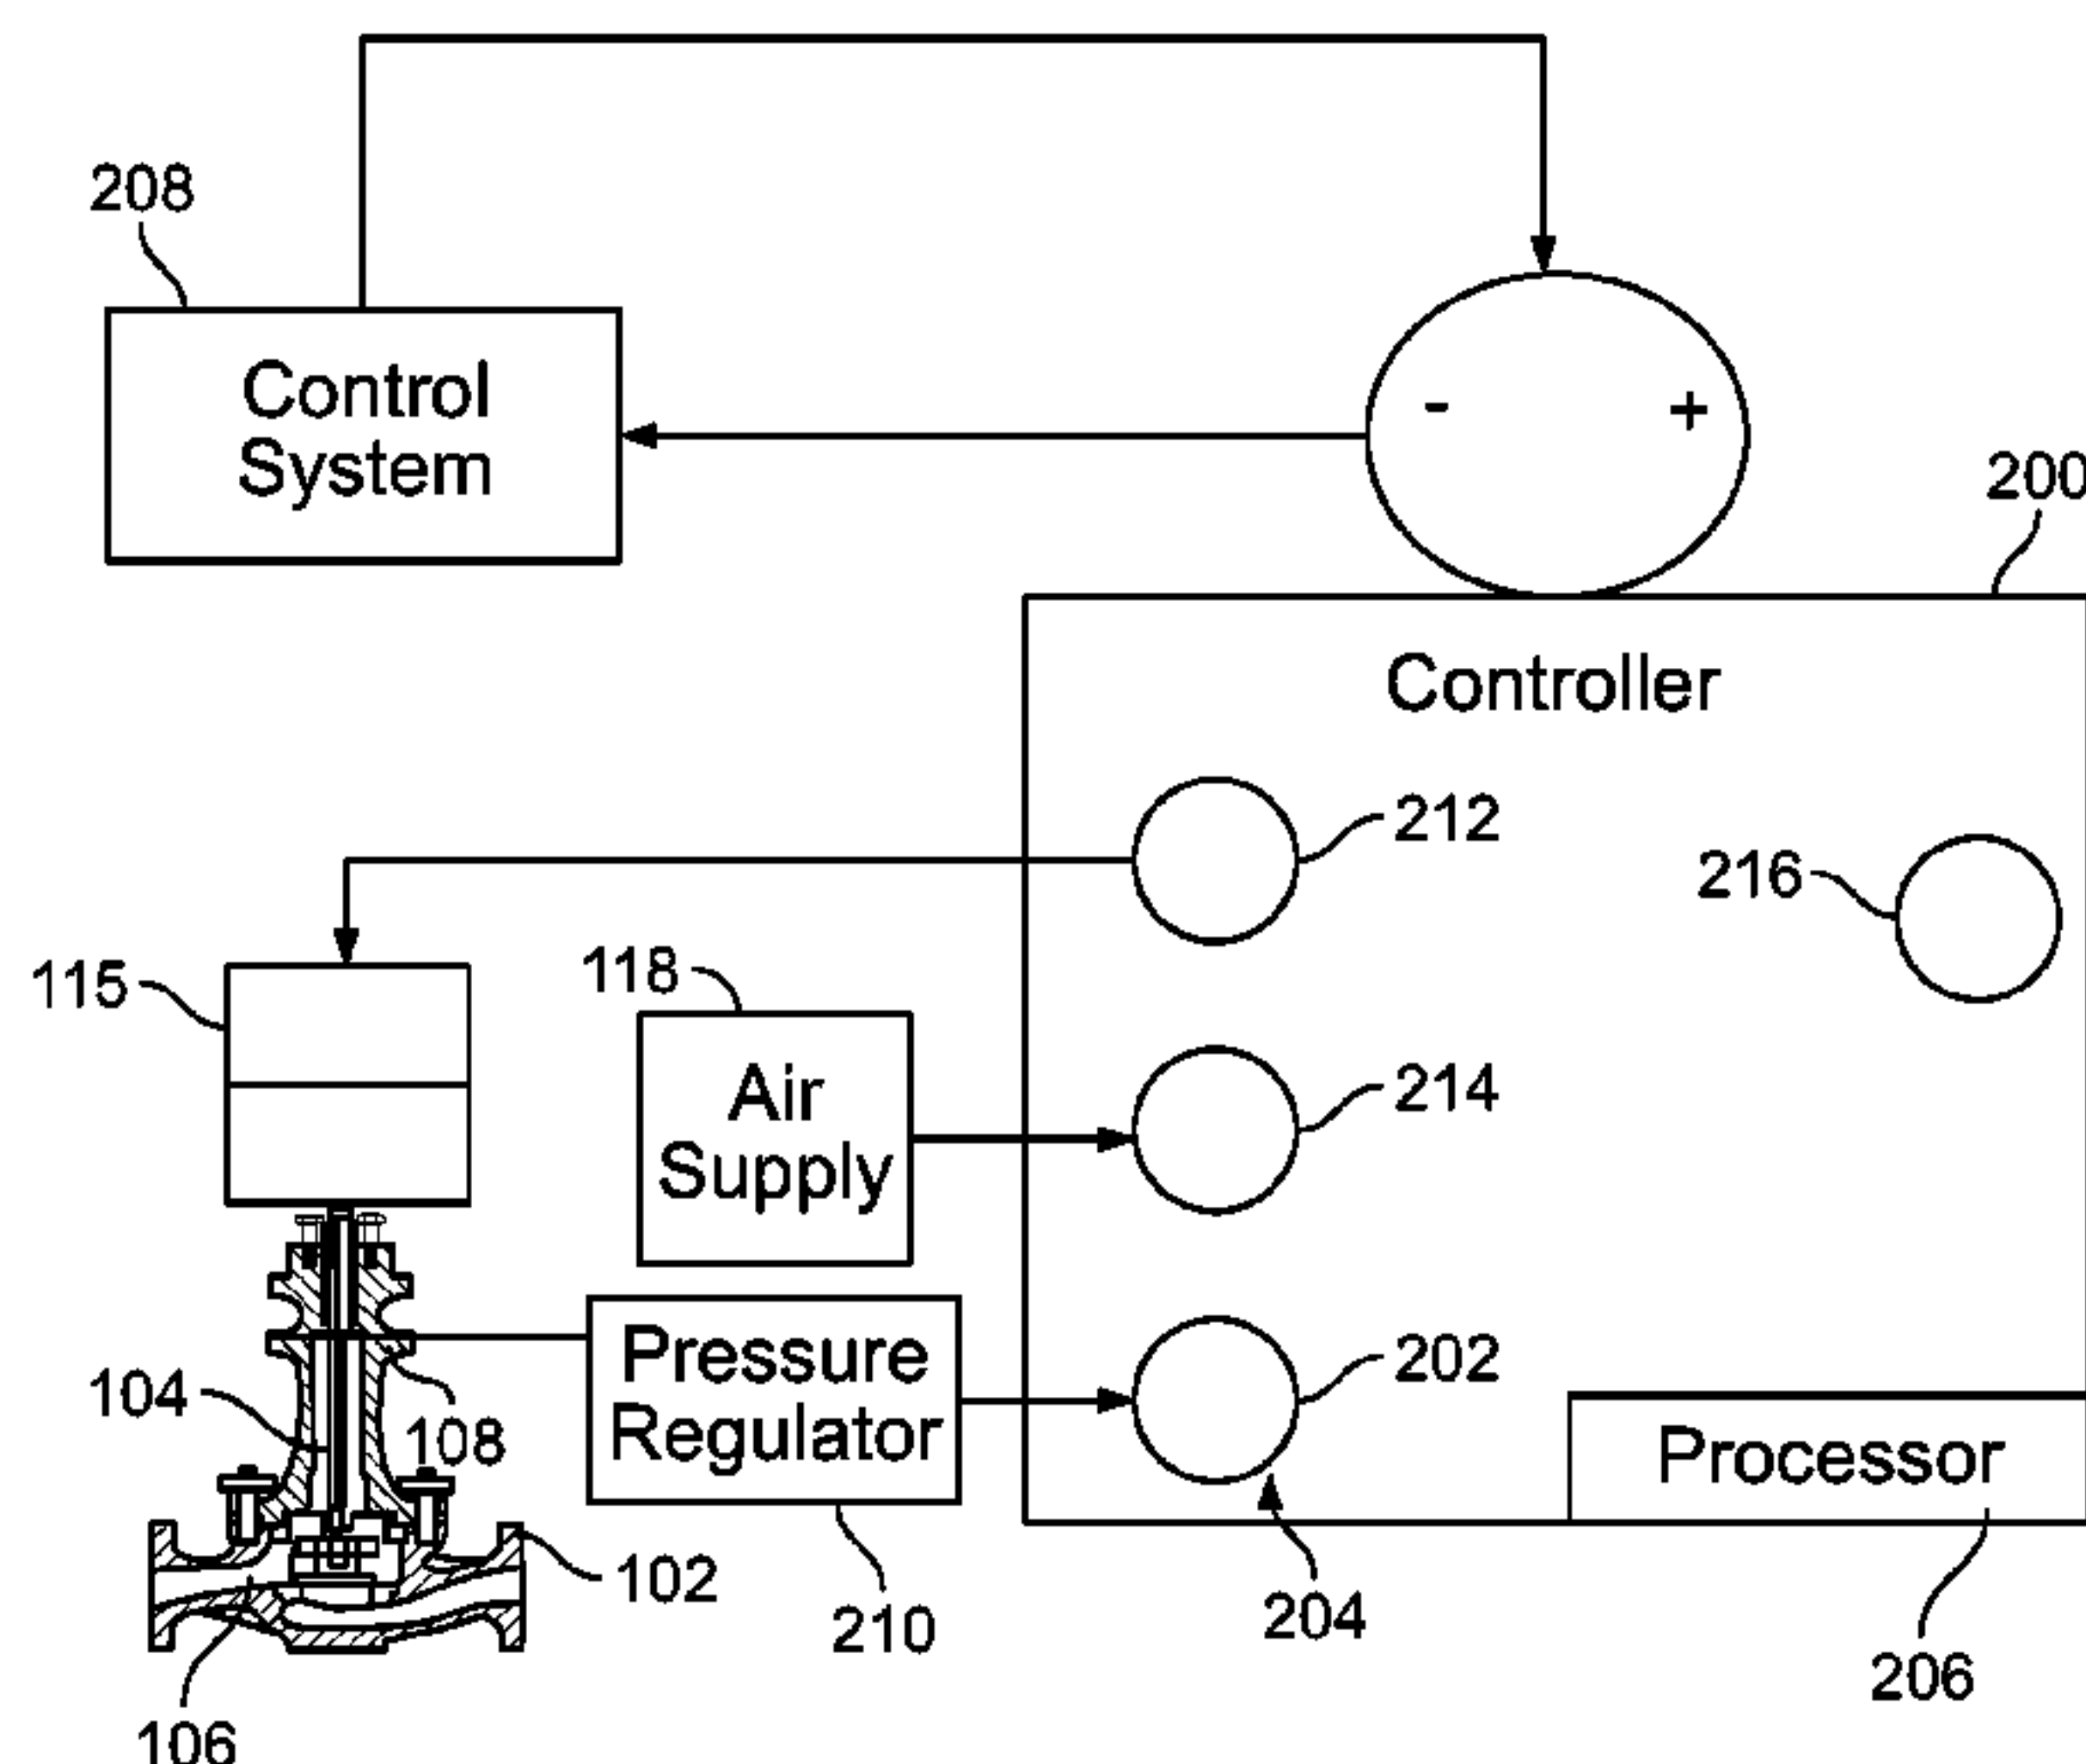 208
Control
System
- +
200
Controller
212
216
115
118
Air
Supply
214
Pressure
Regulator
202
104
108
Processor
102
210
204
206
106